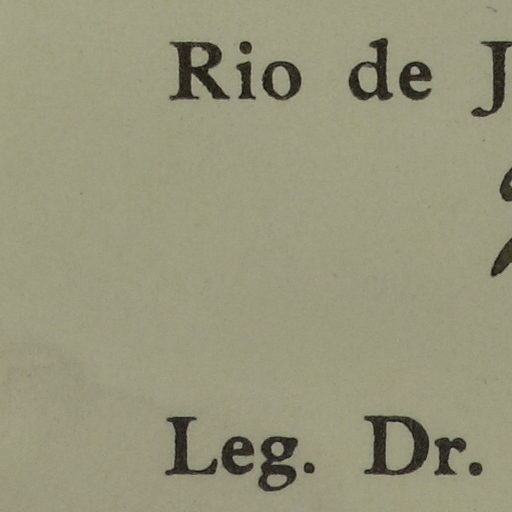 Rio de J
Leg. Dr.